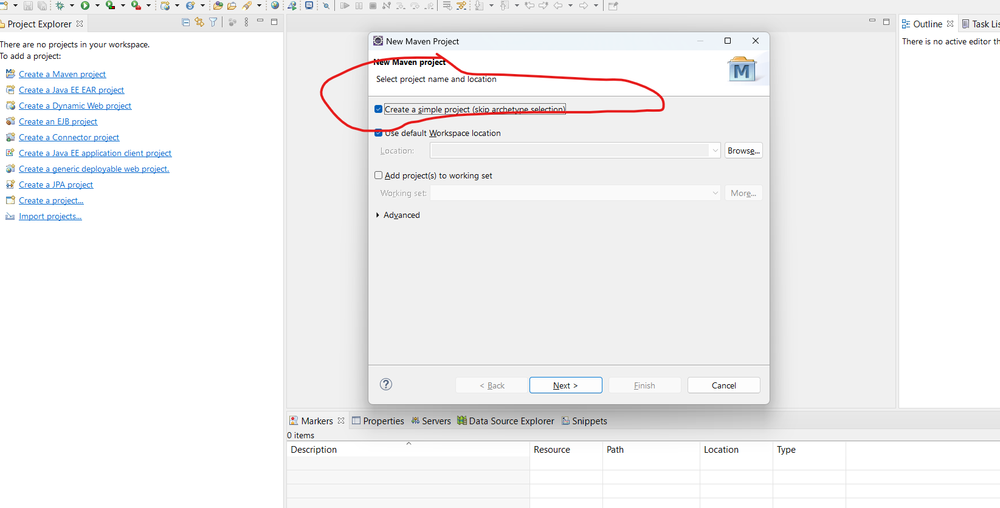 Project Explorer
Outline
Task Lis
There are no projects in your workspace.
To add a project:
Create a Maven project
Create a Java EE EAR project
Create a Dynamic Web project
Create an EJB project
Create a Connector project
Create a Java EE application client project
Create a generic deployable web project.
Create a JPA project
Create a project...
Import projects...
New Maven Project
New Maven project
Select project name and location
M
Create a simple project (skip archetype selection)
Use default Workspace location
Location:
Browse...
Add project(s) to working set
Working set:
More...
Advanced
?
< Back
Next >
Finish
Cancel
There is no active editor th
Markers
Properties
Servers
Data Source Explorer
Snippets
0 items
Description
Resource
Path
Location
Type